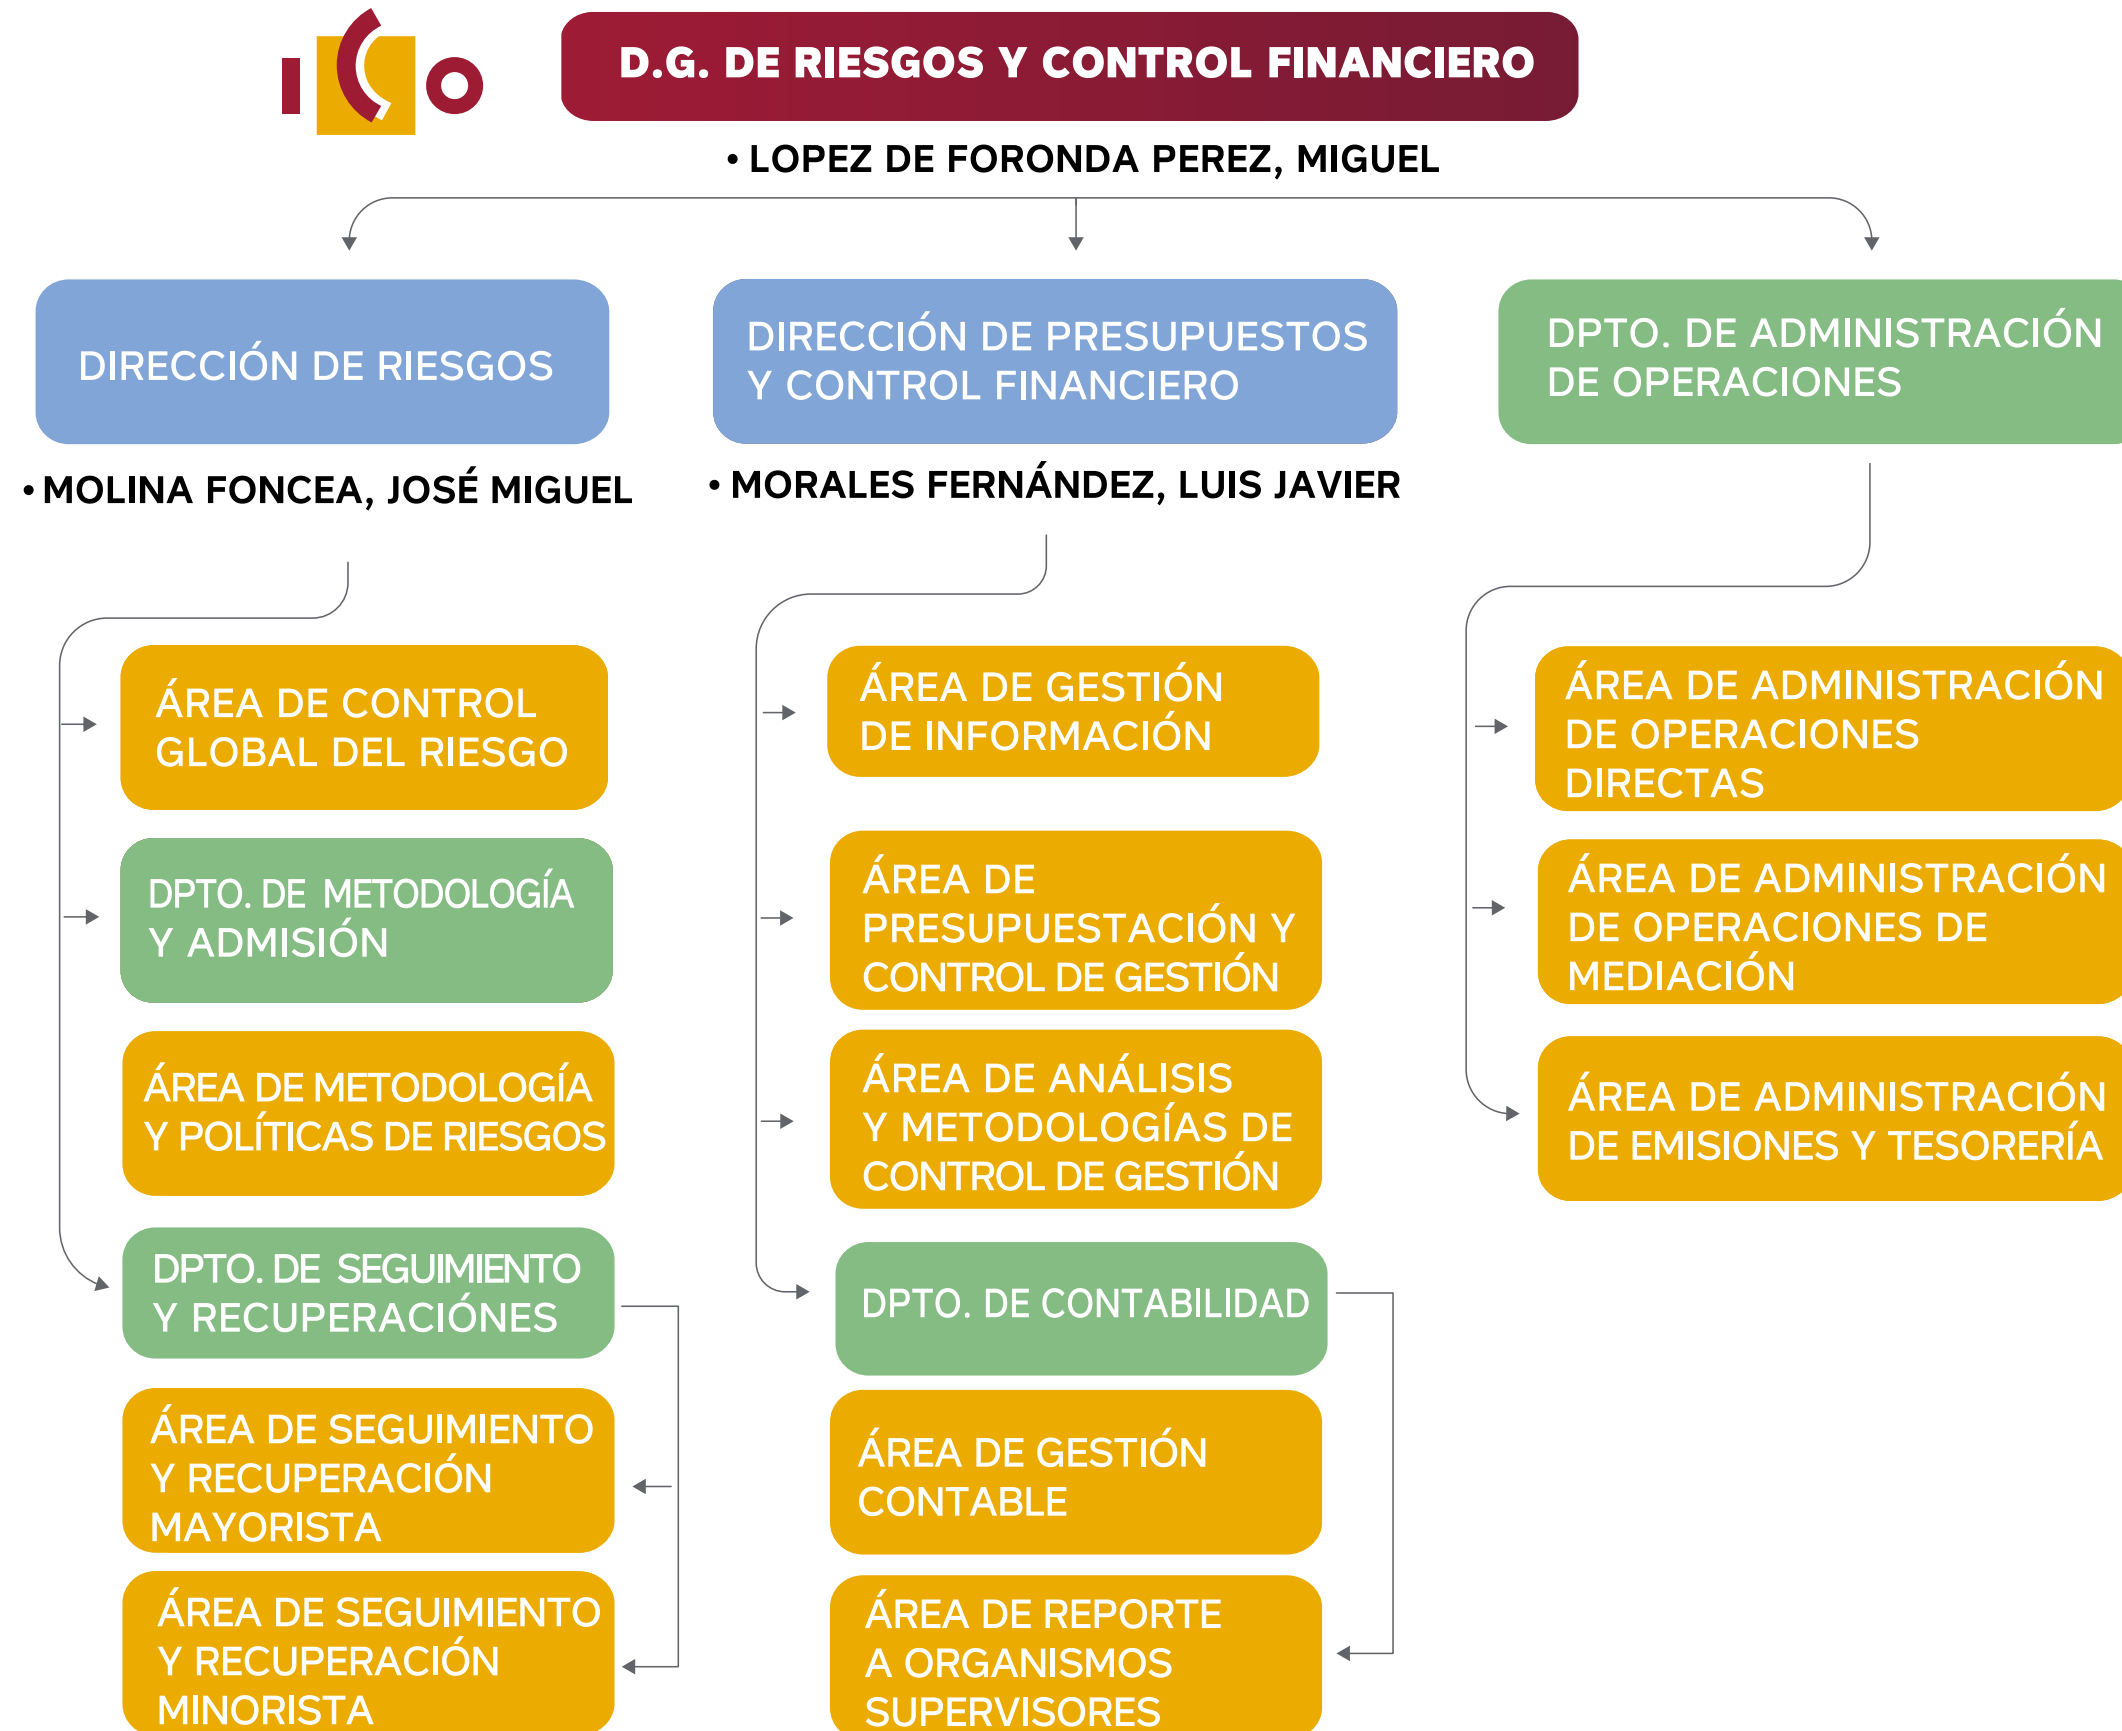 ICO
D.G. DE RIESGOS Y CONTROL FINANCIERO
• LOPEZ DE FORONDA PEREZ, MIGUEL
DIRECCIÓN DE RIESGOS
• MOLINA FONCEA, JOSÉ MIGUEL
ÁREA DE CONTROL
GLOBAL DEL RIESGO
DPTO. DE METODOLOGÍA
Y ADMISIÓN
ÁREA DE METODOLOGÍA
Y POLÍTICAS DE RIESGOS
DPTO. DE SEGUIMIENTO
Y RECUPERACIÓNES
ÁREA DE SEGUIMIENTO
Y RECUPERACIÓN
MAYORISTA
ÁREA DE SEGUIMIENTO
Y RECUPERACIÓN
MINORISTA
DIRECCIÓN DE PRESUPUESTOS
Y CONTROL FINANCIERO
• MORALES FERNÁNDEZ, LUIS JAVIER
ÁREA DE GESTIÓN
DE INFORMACIÓN
ÁREA DE
PRESUPUESTACIÓN Y
CONTROL DE GESTIÓN
ÁREA DE ANÁLISIS
Y METODOLOGÍAS DE
CONTROL DE GESTIÓN
DPTO. DE CONTABILIDAD
ÁREA DE GESTIÓN
CONTABLE
ÁREA DE REPORTE
A ORGANISMOS
SUPERVISORES
DPTO. DE ADMINISTRACIÓN
DE OPERACIONES
ÁREA DE ADMINISTRACIÓN
DE OPERACIONES
DIRECTAS
ÁREA DE ADMINISTRACIÓN
DE OPERACIONES DE
MEDIACIÓN
ÁREA DE ADMINISTRACIÓN
DE EMISIONES Y TESORERÍA